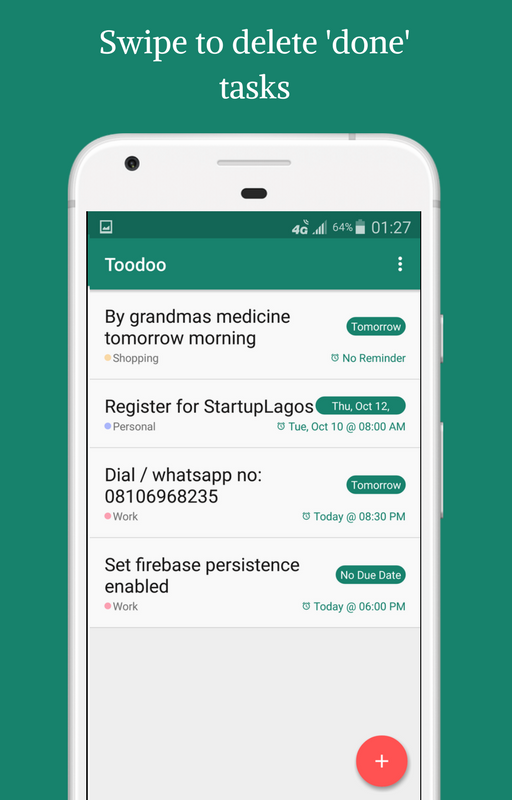 Swipe to delete 'done'
tasks
4G 64% 01:27
Toodoo
By grandmas medicine
tomorrow morning
Tomorrow
Shopping
No Reminder
Register for StartupLagos
Thu, Oct 12,
Personal
Tue, Oct 10 @ 08:00 AM
Dial / whatsapp no:
08106968235
Tomorrow
Work
Today @ 08:30 PM
Set firebase persistence
enabled
No Due Date
Work
Today @ 06:00 PM
+